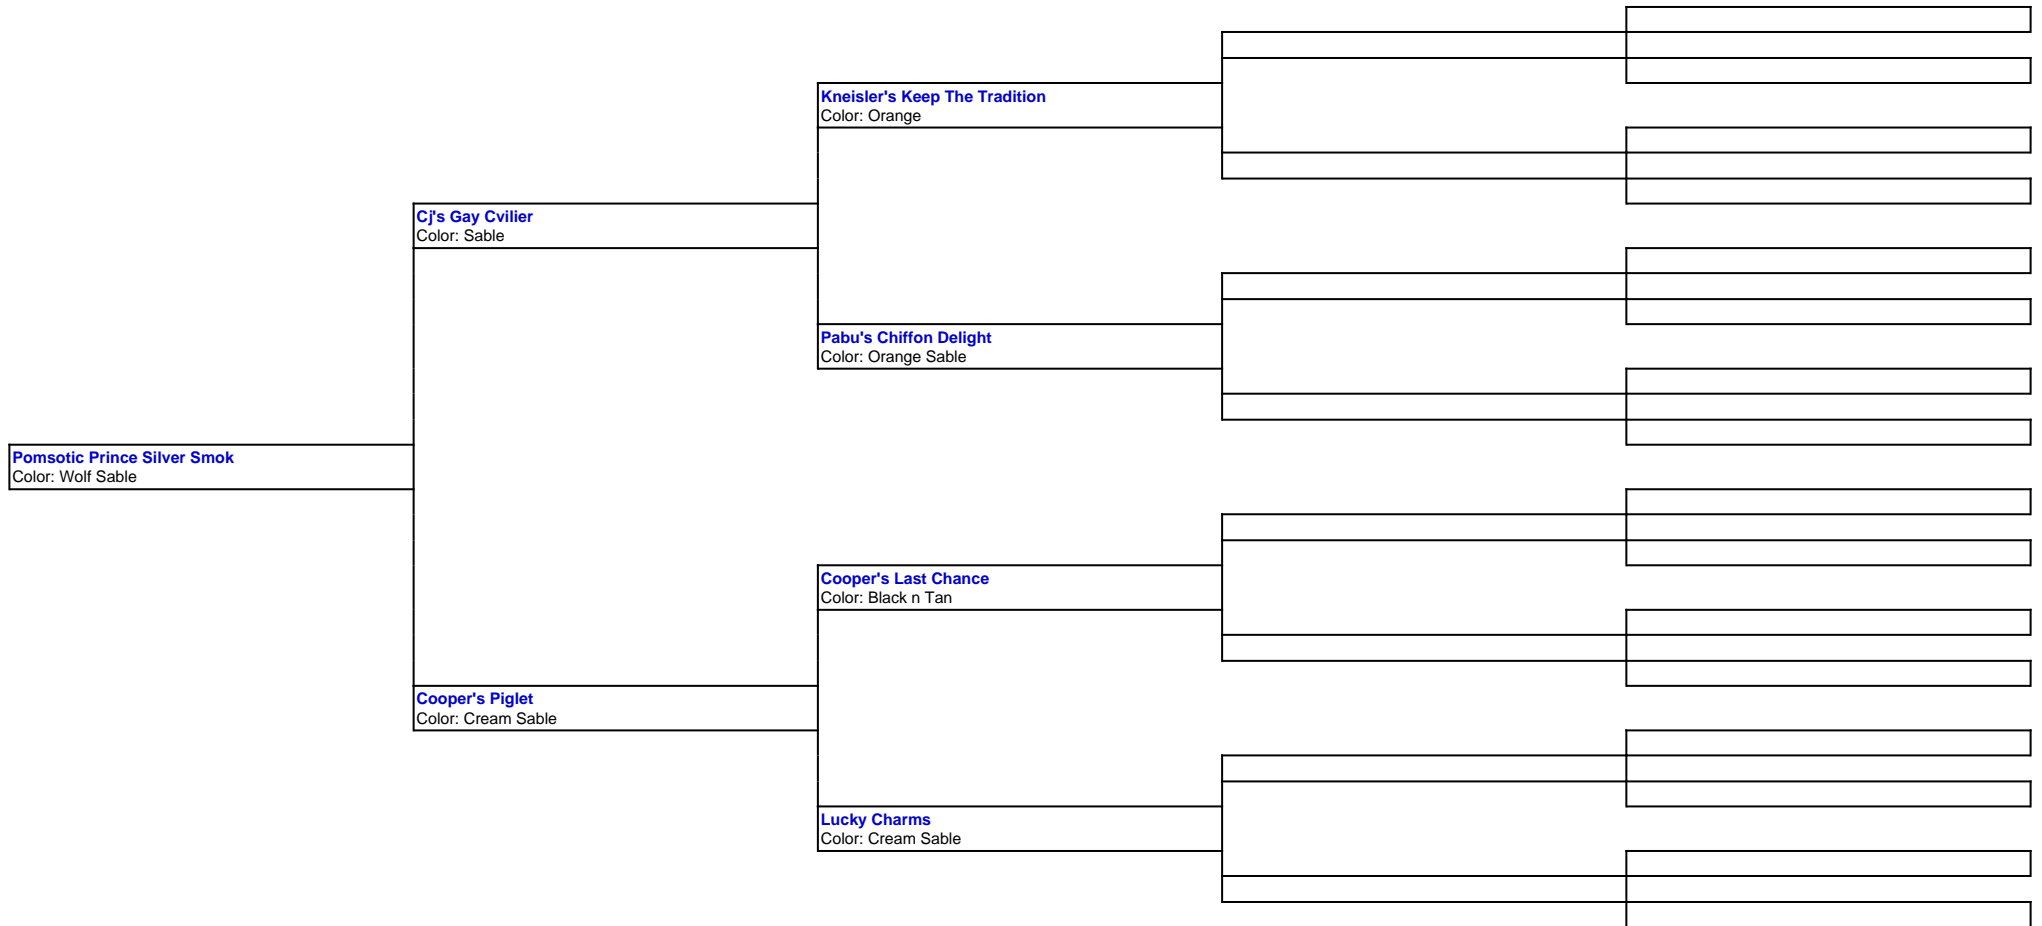 Kneisler's Keep The Tradition
Color: Orange
Cj's Gay Cvilier
Color: Sable
Pabu's Chiffon Delight
Color: Orange Sable
Pomsotic Prince Silver Smok
Color: Wolf Sable
Cooper's Last Chance
Color: Black n Tan
Cooper's Piglet
Color: Cream Sable
Lucky Charms
Color: Cream Sable